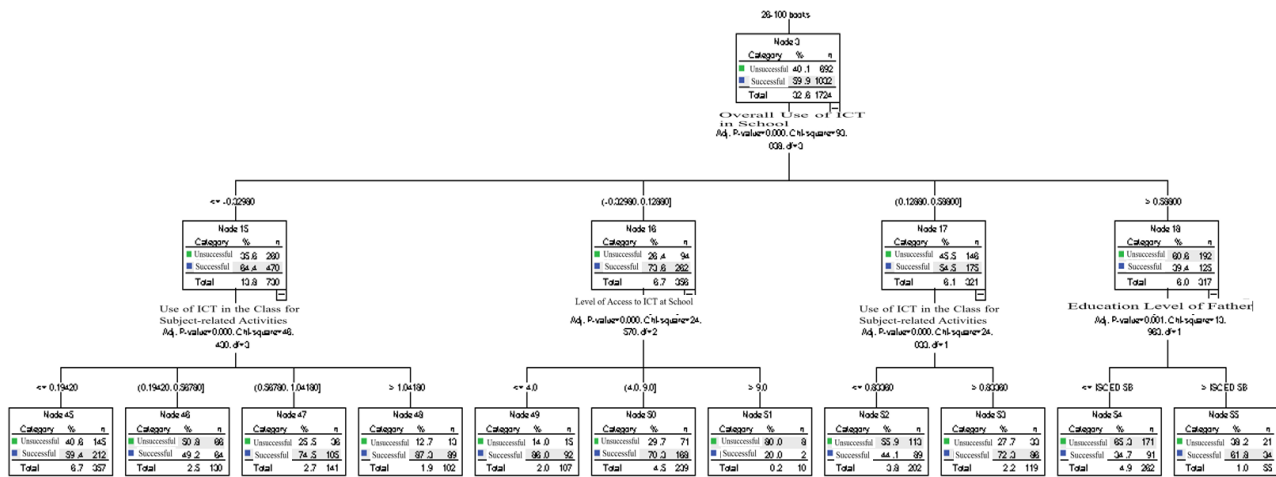 26-100 books
Node 3
Category % n
Unsuccessful 40.1 692
Successful 59.9 1032
Total 32.6 1724
Overall Use of ICT
in School
Adj. P-value=0.000. Chi-square=93.
038. df=3
<= -0.32980
(-0.32980, 0.12880]
(0.12880, 0.58800]
> 0.58800
Node 15
Category % n
Unsuccessful 35.6 260
Successful 64.4 470
Total 13.8 730
Use of ICT in the Class for
Subject-related Activities
Adj. P-value=0.000. Chi-square=46.
430. df=3
Node 16
Category % n
Unsuccessful 26.4 94
Successful 73.6 262
Total 6.7 356
Level of Access to ICT at School
Adj. P-value=0.000. Chi-square=24.
570. df=2
Node 17
Category % n
Unsuccessful 45.5 146
Successful 54.5 175
Total 6.1 321
Use of ICT in the Class for
Subject-related Activities
Adj. P-value=0.000. Chi-square=24.
033. df=1
Node 18
Category % n
Unsuccessful 60.6 192
Successful 39.4 125
Total 6.0 317
Education Level of Father
Adj. P-value=0.001. Chi-square=13.
963. df=1
<= 0.19420
(0.19420, 0.56780]
(0.56780, 1.04180]
> 1.04180
<= 4.0
(4.0, 9.0]
> 9.0
<= 0.83360
> 0.83360
<= ISCED 5B
> ISCED 5B
Node 45
Category % n
Unsuccessful 40.6 145
Successful 59.4 212
Total 6.7 357
Node 46
Category % n
Unsuccessful 50.8 66
Successful 49.2 64
Total 2.5 130
Node 47
Category % n
Unsuccessful 25.5 36
Successful 74.5 105
Total 2.7 141
Node 48
Category % n
Unsuccessful 12.7 13
Successful 87.3 89
Total 1.9 102
Node 49
Category % n
Unsuccessful 14.0 15
Successful 86.0 92
Total 2.0 107
Node 50
Category % n
Unsuccessful 29.7 71
Successful 70.3 168
Total 4.5 239
Node 51
Category % n
Unsuccessful 80.0 8
Successful 20.0 2
Total 0.2 10
Node 52
Category % n
Unsuccessful 55.9 113
Successful 44.1 89
Total 3.8 202
Node 53
Category % n
Unsuccessful 27.7 33
Successful 72.3 86
Total 2.2 119
Node 54
Category % n
Unsuccessful 65.3 171
Successful 34.7 91
Total 4.9 262
Node 55
Category % n
Unsuccessful 38.2 21
Successful 61.8 34
Total 1.0 55